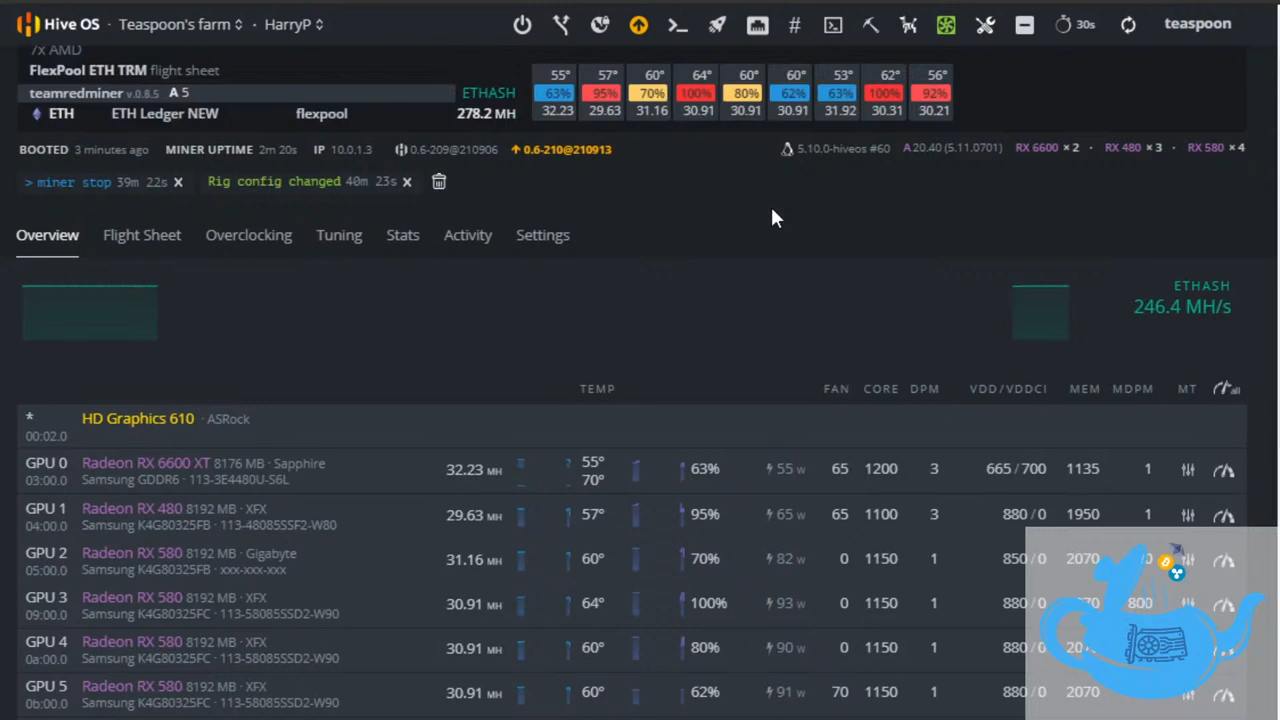 Hive OS · Teaspoon's farm · HarryP 30s teaspoon
7x AMD
FlexPool ETH TRM flight sheet
teamredminer v.0.8.5 A 5 ETHASH
ETH ETH Ledger NEW flexpool 278.2 MH
55° 57° 60° 64° 60° 60° 53° 62° 56°
63% 95% 70% 100% 80% 62% 63% 100% 92%
32.23 29.63 31.16 30.91 30.91 30.91 31.92 30.31 30.21
BOOTED 3 minutes ago MINER UPTIME 2m 20s IP 10.0.1.3 0.6-209@210906 0.6-210@210913 5.10.0-hiveos #60 A 20.40 (5.11.0701) RX 6600 × 2 · RX 480 × 3 · RX 580 × 4
> miner stop 39m 22s × Rig config changed 40m 23s ×
Overview Flight Sheet Overclocking Tuning Stats Activity Settings
ETHASH
246.4 MH/s
TEMP FAN CORE DPM VDD/VDDCI MEM MDPM MT all
* HD Graphics 610 · ASRock
00:02.0
GPU 0 Radeon RX 6600 XT 8176 MB · Sapphire 32.23 MH 55° 63% 55 w 65 1200 3 665 / 700 1135 1
03:00.0 Samsung GDDR6 · 113-3E4480U-S6L 70°
GPU 1 Radeon RX 480 8192 MB · XFX 29.63 MH 57° 95% 65 w 65 1100 3 880 / 0 1950 1
04:00.0 Samsung K4G80325FB · 113-48085SSF2-W80
GPU 2 Radeon RX 580 8192 MB · Gigabyte 31.16 MH 60° 70% 82 w 0 1150 1 850 / 0 2070
05:00.0 Samsung K4G80325FB · xxx-xxx-xxx
GPU 3 Radeon RX 580 8192 MB · XFX 30.91 MH 64° 100% 93 w 0 1150 1 880 / 0 800
09:00.0 Samsung K4G80325FC · 113-58085SSD2-W90
GPU 4 Radeon RX 580 8192 MB · XFX 30.91 MH 60° 80% 90 w 0 1150 1 880 / 0
0a:00.0 Samsung K4G80325FC · 113-58085SSD2-W90
GPU 5 Radeon RX 580 8192 MB · XFX 30.91 MH 60° 62% 91 w 70 1150 1 880 / 0 2070
0b:00.0 Samsung K4G80325FC · 113-58085SSD2-W90